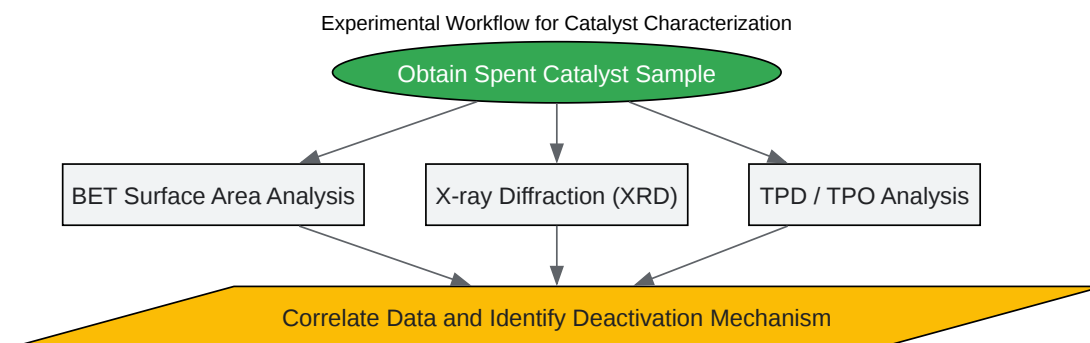 Experimental Workflow for Catalyst Characterization
Obtain Spent Catalyst Sample
BET Surface Area Analysis
X-ray Diffraction (XRD)
TPD / TPO Analysis
Correlate Data and Identify Deactivation Mechanism